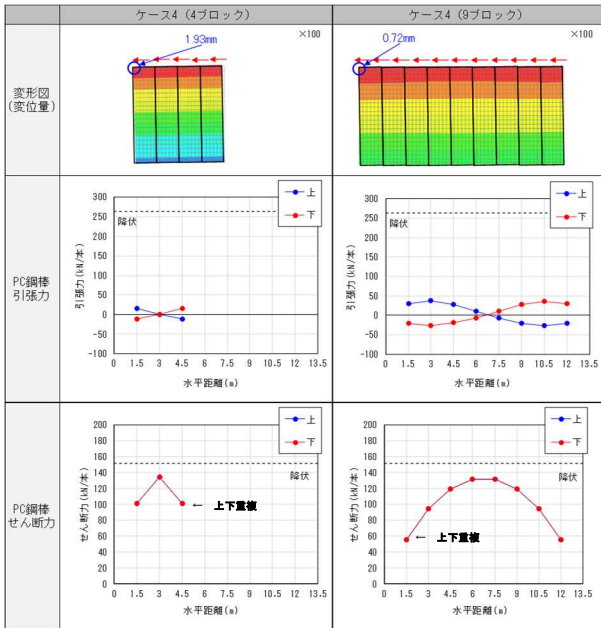 ケース4（4ブロック）
ケース4（9ブロック）
変形図
(変位量)
1.93mm
×100
0.72mm
×100
PC鋼棒
引張力
300
250
200
150
100
50
0
-50
-100
引張力(kN/本)
降伏
上
下
0 1.5 3 4.5 6 7.5 9 10.5 12 13.5
水平距離(m)
300
250
200
150
100
50
0
-50
-100
引張力(kN/本)
降伏
上
下
0 1.5 3 4.5 6 7.5 9 10.5 12 13.5
水平距離(m)
PC鋼棒
せん断力
200
180
160
140
120
100
80
60
40
20
0
せん断力(kN/本)
上
下
降伏
← 上下重複
0 1.5 3 4.5 6 7.5 9 10.5 12 13.5
水平距離(m)
200
180
160
140
120
100
80
60
40
20
0
せん断力(kN/本)
上
下
降伏
← 上下重複
0 1.5 3 4.5 6 7.5 9 10.5 12 13.5
水平距離(m)